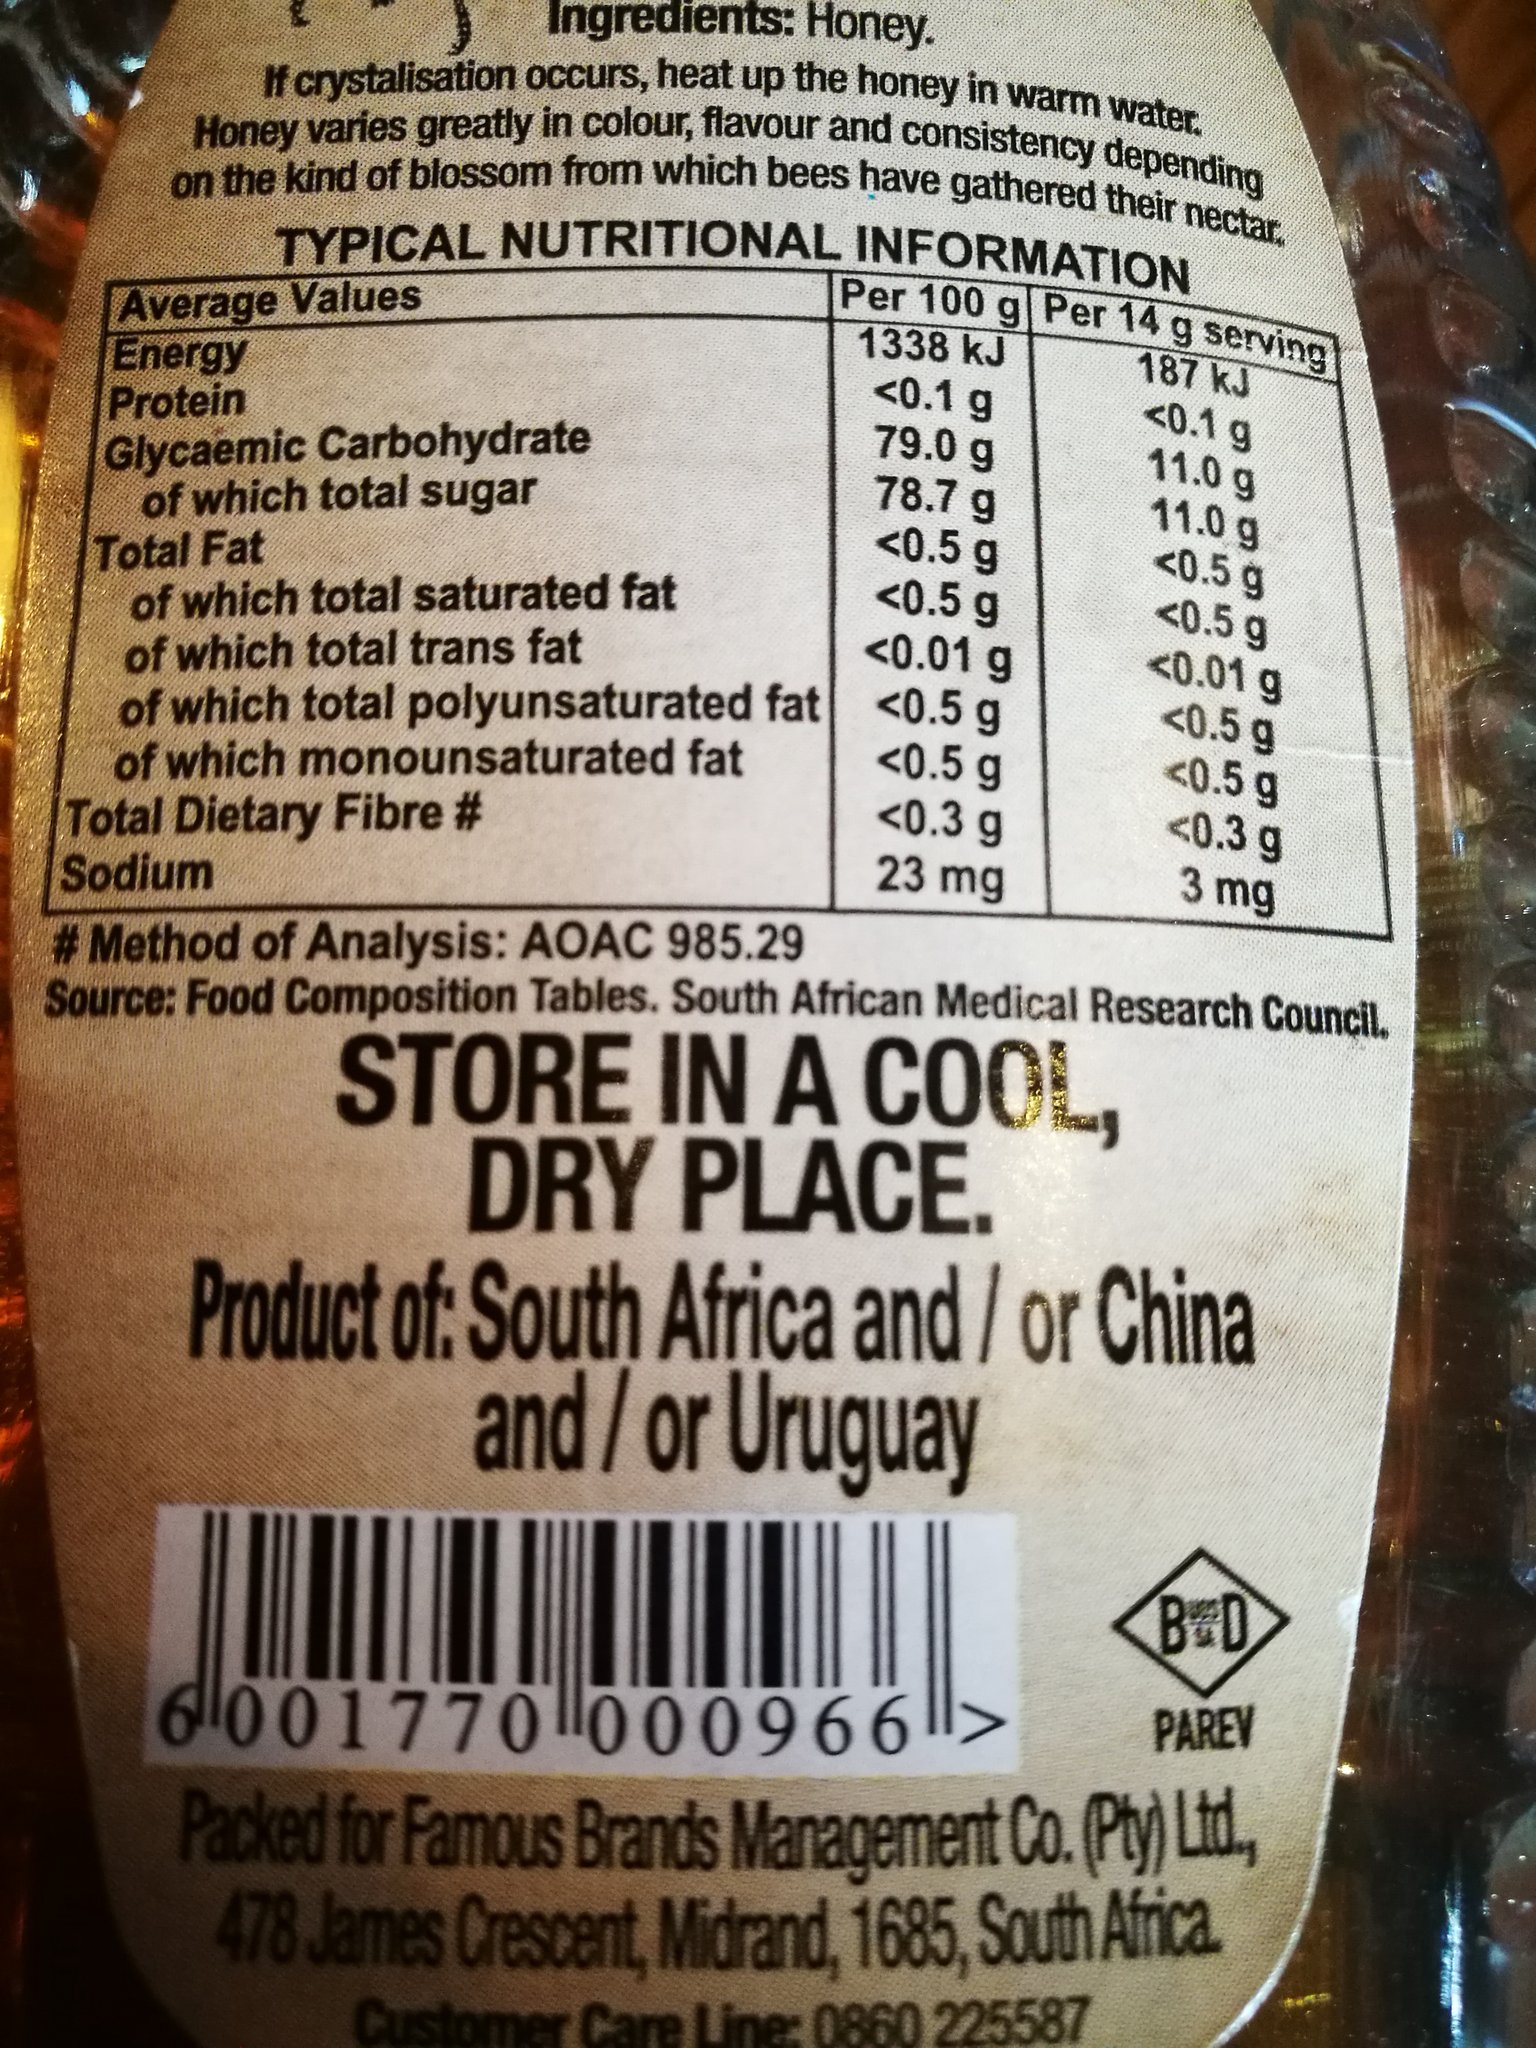 Ingredients: Honey.
If crystalisation occurs, heat up the honey in warm water.
Honey varies greatly in colour, flavour and consistency depending
on the kind of blossom from which bees have gathered their nectar.
TYPICAL NUTRITIONAL INFORMATION
Average Values Per 100 g Per 14 g serving
Energy 1338 kJ 187 kJ
Protein <0.1 g <0.1 g
Glycaemic Carbohydrate 79.0 g 11.0 g
of which total sugar 78.7 g 11.0 g
Total Fat <0.5 g <0.5 g
of which total saturated fat <0.5 g <0.5 g
of which total trans fat <0.01 g <0.01 g
of which total polyunsaturated fat <0.5 g <0.5 g
of which monounsaturated fat <0.5 g <0.5 g
Total Dietary Fibre # <0.3 g <0.3 g
Sodium 23 mg 3 mg
# Method of Analysis: AOAC 985.29
Source: Food Composition Tables. South African Medical Research Council.
STORE IN A COOL,
DRY PLACE.
Product of: South Africa and / or China
and / or Uruguay
6 001770 000966 >
B D
SA
PAREV
Packed for Famous Brands Management Co. (Pty) Ltd.,
478 James Crescent, Midrand, 1685, South Africa.
Customer Care Line: 0860 225587